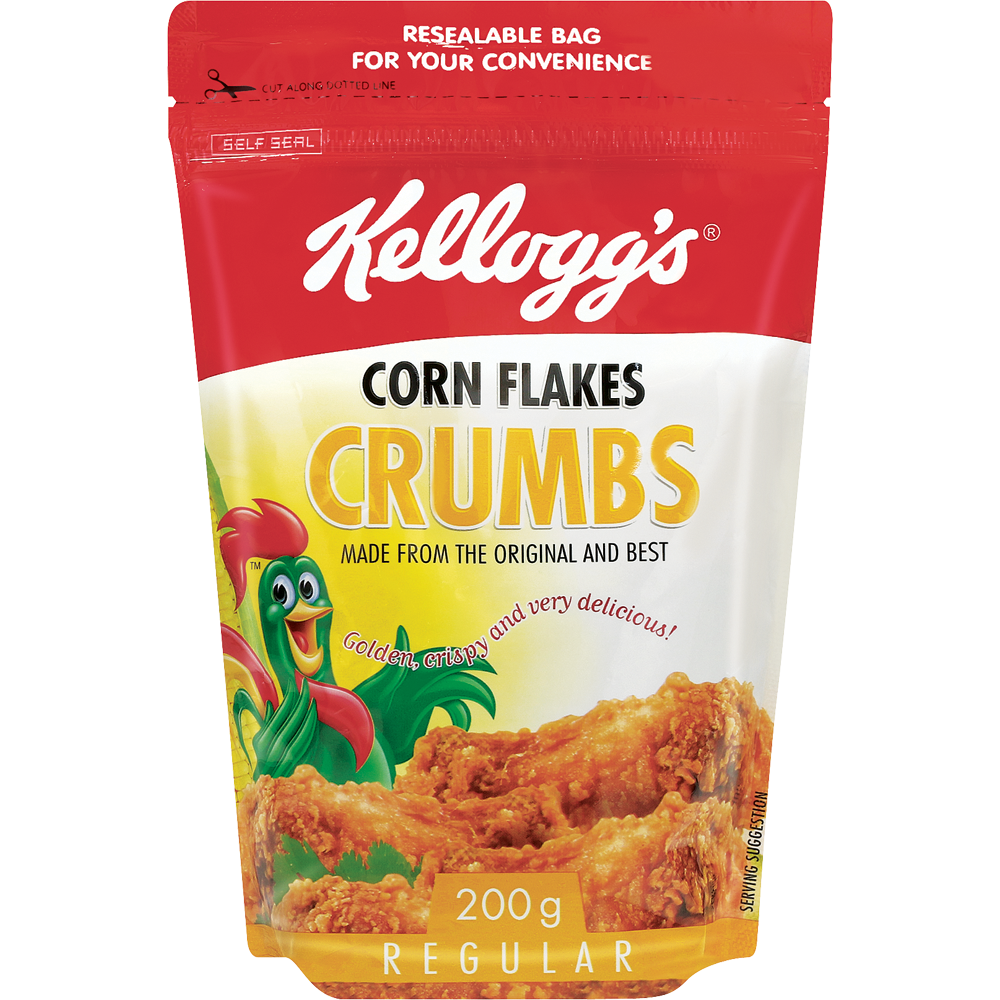 RESEALABLE BAG
FOR YOUR CONVENIENCE
CUT ALONG DOTTED LINE
SELF SEAL
Kellogg's®
CORN FLAKES
CRUMBS
MADE FROM THE ORIGINAL AND BEST
TM
Golden, crispy and very delicious!
SERVING SUGGESTION
200g
REGULAR